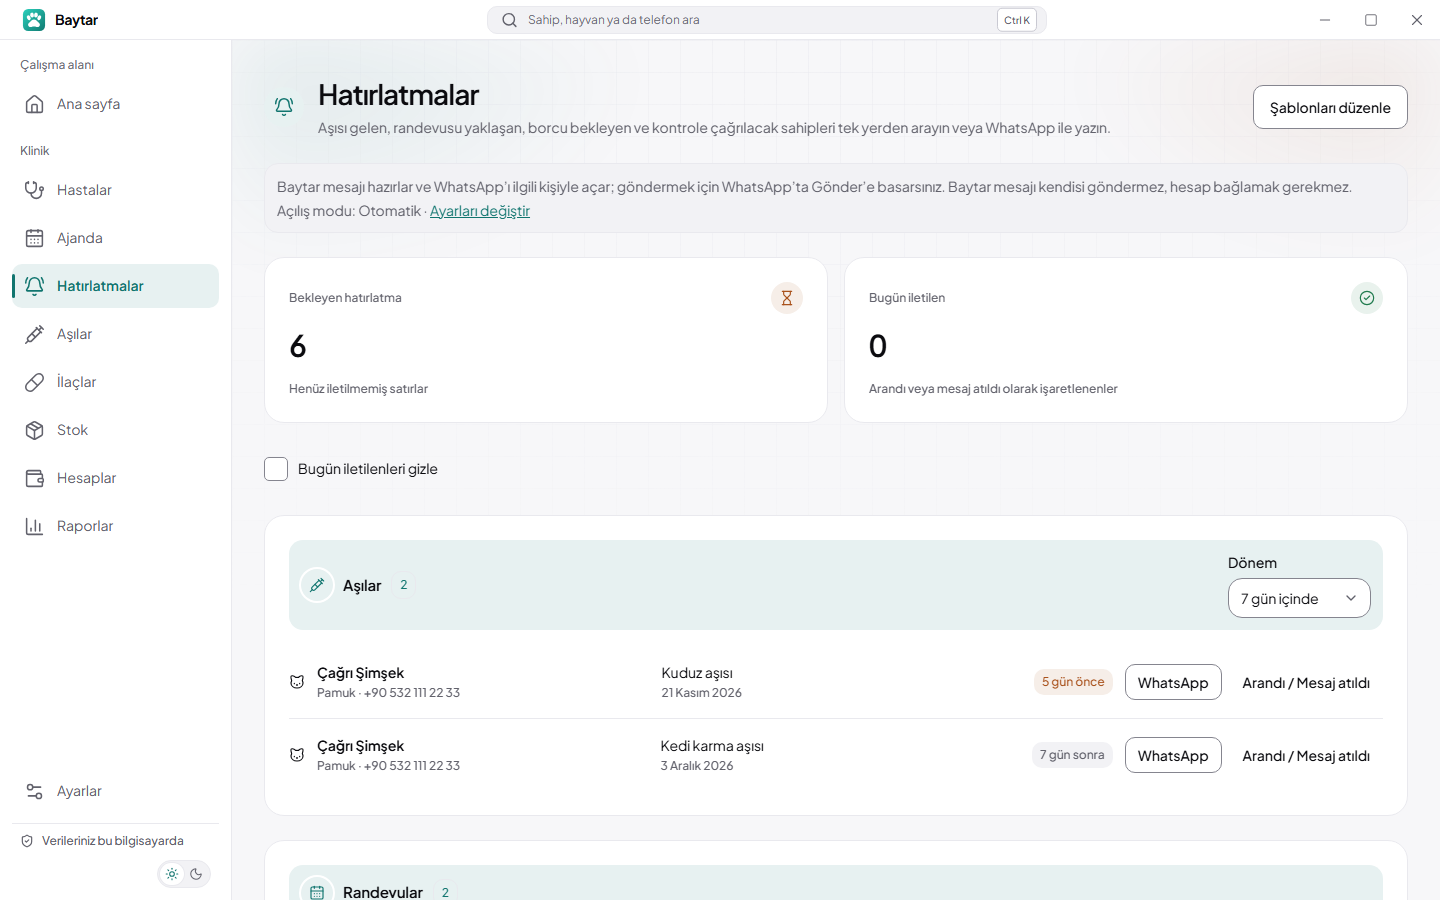 Baytar
Sahip, hayvan ya da telefon ara
Ctrl K
Çalışma alanı
Ana sayfa
Klinik
Hastalar
Ajanda
Hatırlatmalar
Aşılar
İlaçlar
Stok
Hesaplar
Raporlar
Ayarlar
Verileriniz bu bilgisayarda
Hatırlatmalar
Aşısı gelen, randevusu yaklaşan, borcu bekleyen ve kontrole çağrılacak sahipleri tek yerden arayın veya WhatsApp ile yazın.
Şablonları düzenle
Baytar mesajı hazırlar ve WhatsApp’ı ilgili kişiyle açar; göndermek için WhatsApp’ta Gönder’e basarsınız. Baytar mesajı kendisi göndermez, hesap bağlamak gerekmez.
Açılış modu: Otomatik · Ayarları değiştir
Bekleyen hatırlatma
6
Henüz iletilmemiş satırlar
Bugün iletilen
0
Arandı veya mesaj atıldı olarak işaretlenenler
Bugün iletilenleri gizle
Aşılar 2
Dönem
7 gün içinde
Çağrı Şimşek
Pamuk · +90 532 111 22 33
Kuduz aşısı
21 Kasım 2026
5 gün önce
WhatsApp
Arandı / Mesaj atıldı
Çağrı Şimşek
Pamuk · +90 532 111 22 33
Kedi karma aşısı
3 Aralık 2026
7 gün sonra
WhatsApp
Arandı / Mesaj atıldı
Randevular 2